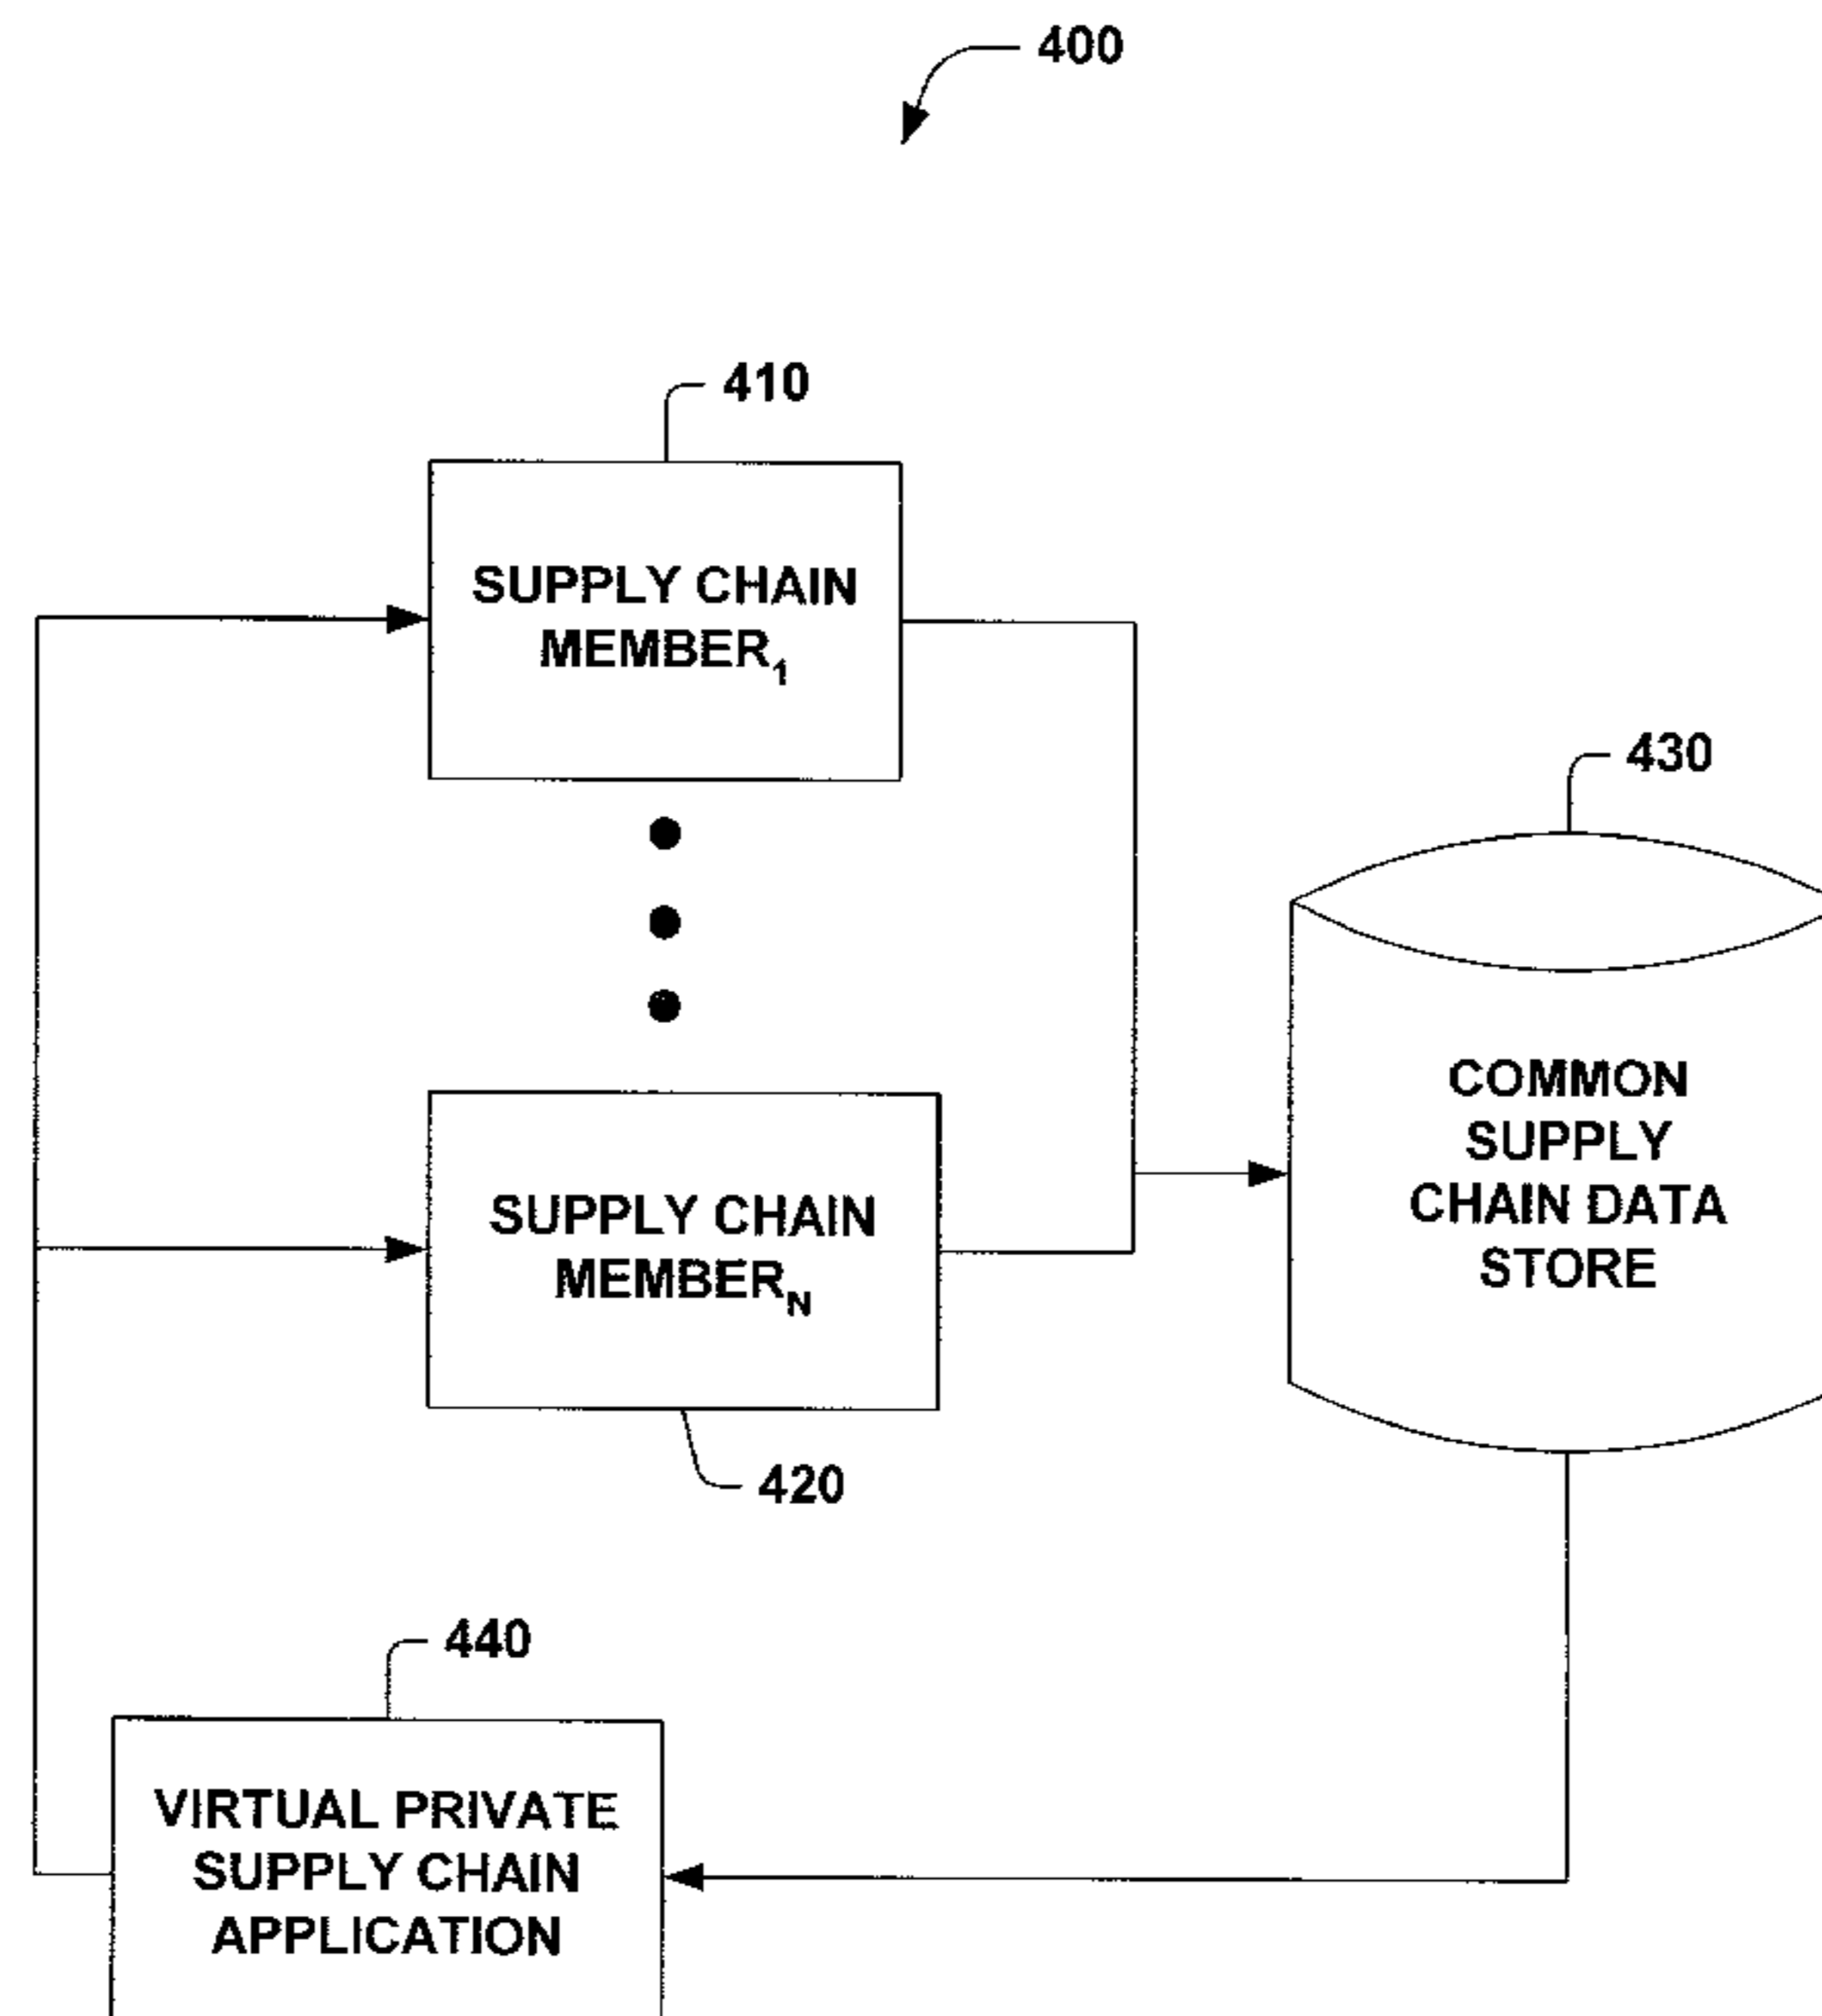 400
410
SUPPLY CHAIN
MEMBER₁
430
COMMON
SUPPLY
CHAIN DATA
STORE
SUPPLY CHAIN
MEMBER_N
420
440
VIRTUAL PRIVATE
SUPPLY CHAIN
APPLICATION